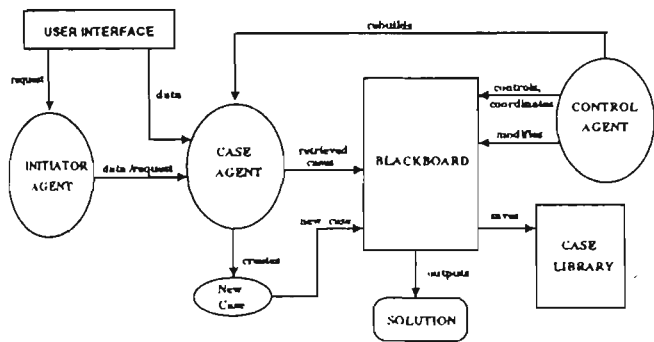 rebuilds
USER INTERFACE
request
data
controls,
coordinates
CONTROL
AGENT
modifies
CASE
AGENT
BLACKBOARD
INITIATOR
AGENT
data /request
retrieved
cases
new case
saves
CASE
LIBRARY
creates
New
Case
outputs
SOLUTION